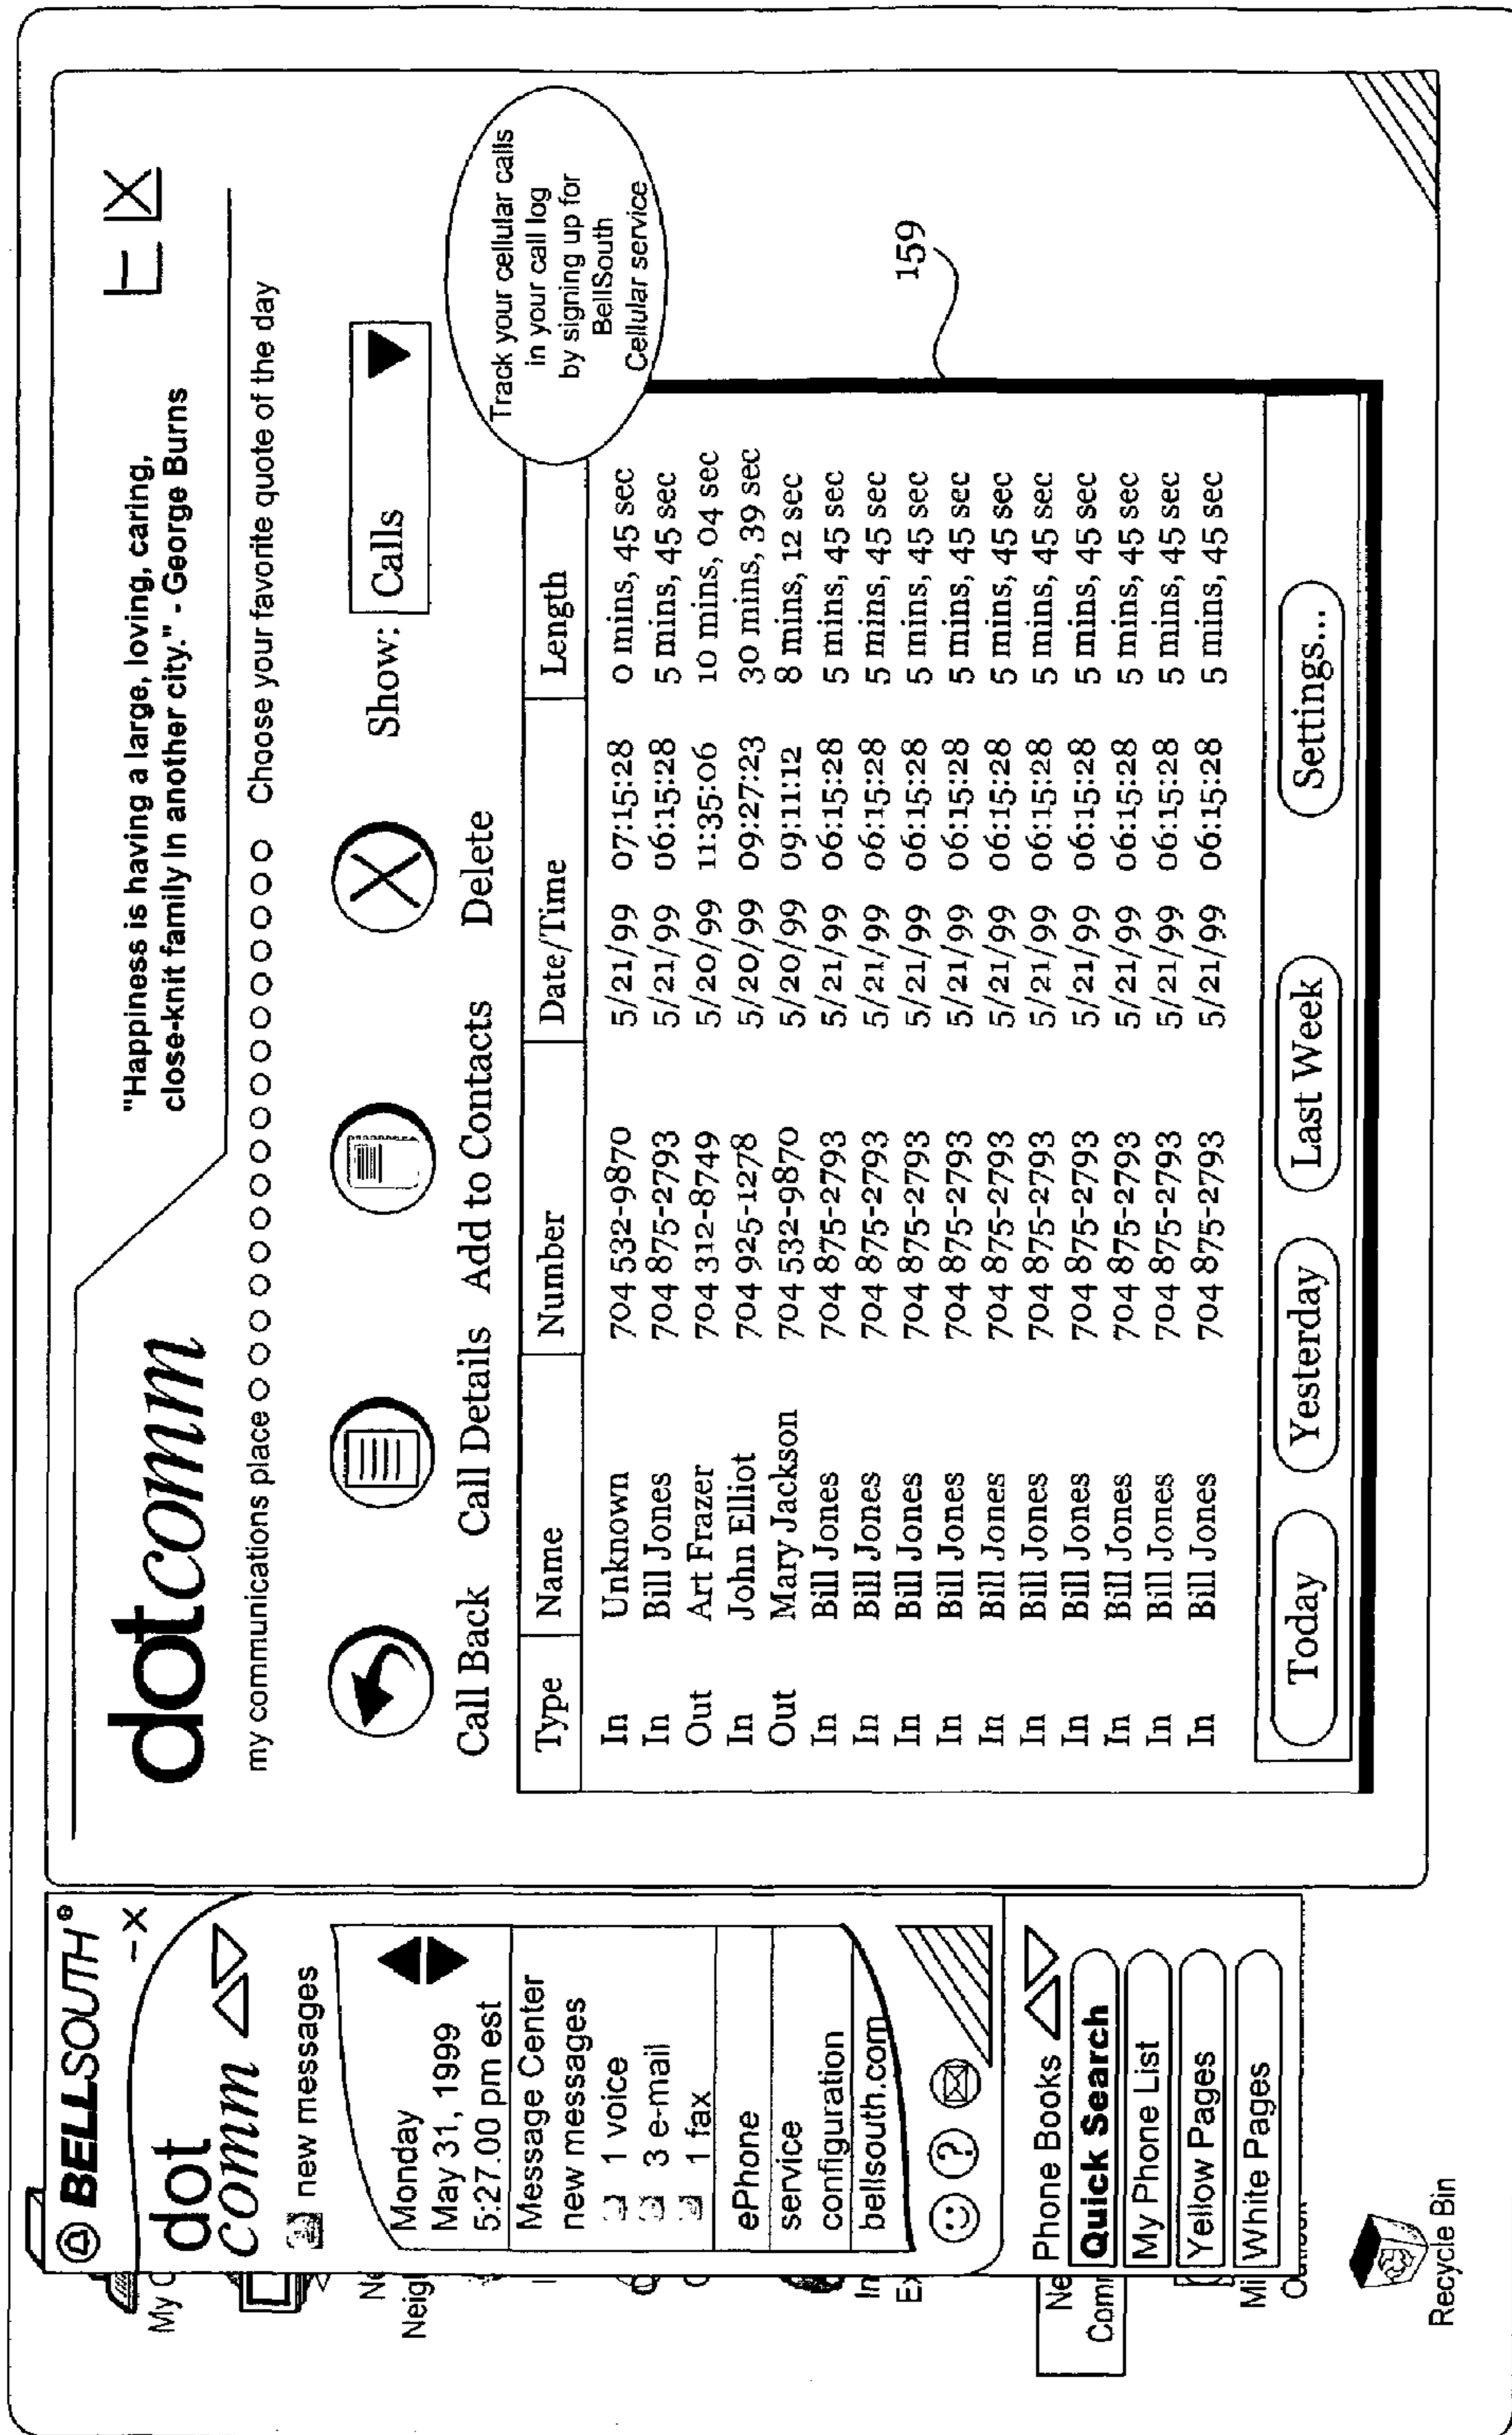 BELLSOUTH®
– X
dot
comm
new messages
Monday
May 31, 1999
5:27.00 pm est
Message Center
new messages
1 voice
3 e-mail
1 fax
ePhone
service
configuration
bellsouth.com
?
Phone Books
Quick Search
My Phone List
Yellow Pages
White Pages
My C
Ne
Neig
In
Ex
Ne
Com
Mi
Recycle Bin
dotcomm
"Happiness is having a large, loving, caring,
close-knit family in another city." - George Burns
my communications place
Choose your favorite quote of the day
Call Back Call Details Add to Contacts Delete
Show: Calls
Track your cellular calls
in your call log
by signing up for
BellSouth
Cellular service
159
Type Name Number Date/Time Length
In Unknown 704 532-9870 5/21/99 07:15:28 0 mins, 45 sec
In Bill Jones 704 875-2793 5/21/99 06:15:28 5 mins, 45 sec
Out Art Frazer 704 312-8749 5/20/99 11:35:06 10 mins, 04 sec
In John Elliot 704 925-1278 5/20/99 09:27:23 30 mins, 39 sec
Out Mary Jackson 704 532-9870 5/20/99 09:11:12 8 mins, 12 sec
In Bill Jones 704 875-2793 5/21/99 06:15:28 5 mins, 45 sec
In Bill Jones 704 875-2793 5/21/99 06:15:28 5 mins, 45 sec
In Bill Jones 704 875-2793 5/21/99 06:15:28 5 mins, 45 sec
In Bill Jones 704 875-2793 5/21/99 06:15:28 5 mins, 45 sec
In Bill Jones 704 875-2793 5/21/99 06:15:28 5 mins, 45 sec
In Bill Jones 704 875-2793 5/21/99 06:15:28 5 mins, 45 sec
In Bill Jones 704 875-2793 5/21/99 06:15:28 5 mins, 45 sec
In Bill Jones 704 875-2793 5/21/99 06:15:28 5 mins, 45 sec
In Bill Jones 704 875-2793 5/21/99 06:15:28 5 mins, 45 sec
In Bill Jones 704 875-2793 5/21/99 06:15:28 5 mins, 45 sec
Today Yesterday Last Week Settings...